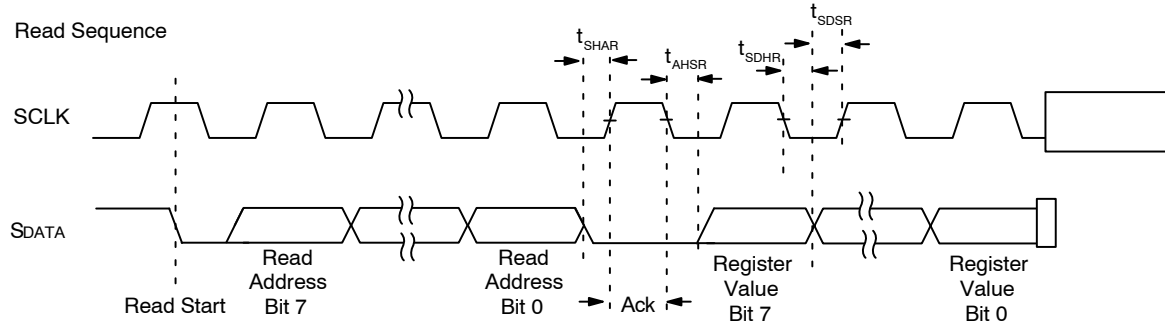 Read Sequence
tSHAR
tAHSR
tSDHR
tSDSR
SCLK
SDATA
Read Start
Read
Address
Bit 7
Read
Address
Bit 0
Ack
Register
Value
Bit 7
Register
Value
Bit 0